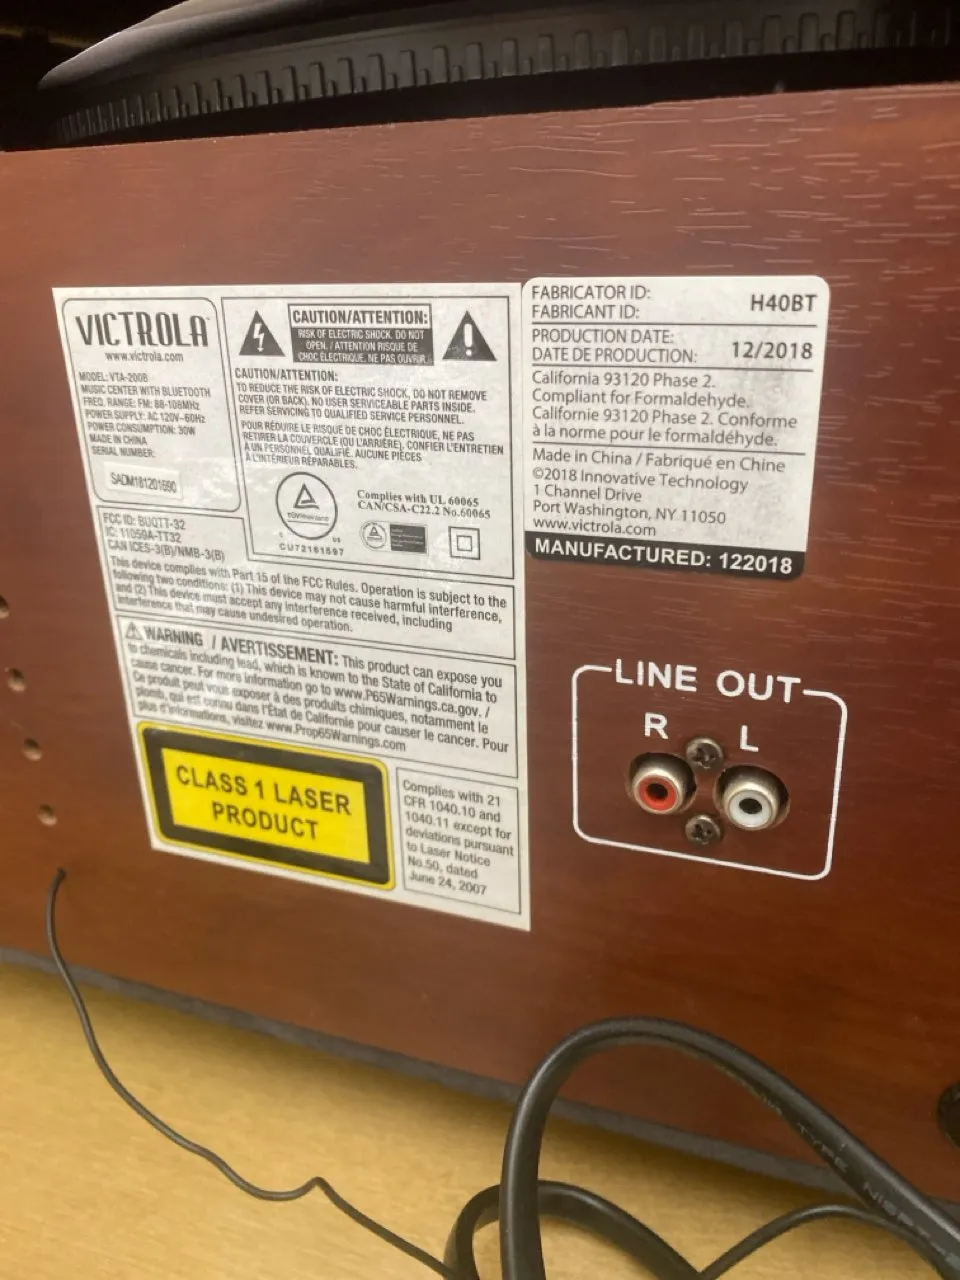 VICTROLA
www.victrola.com
MODEL: VTA-200B
MUSIC CENTER WITH BLUETOOTH
FREQ. RANGE: FM: 88-108MHz
POWER SUPPLY: AC 120V~60Hz
POWER CONSUMPTION: 30W
MADE IN CHINA
SERIAL NUMBER:
SADM181201690
CAUTION/ATTENTION:
RISK OF ELECTRIC SHOCK. DO NOT
OPEN. / ATTENTION RISQUE DE
CHOC ÉLECTRIQUE. NE PAS OUVRIR.
CAUTION/ATTENTION:
TO REDUCE THE RISK OF ELECTRIC SHOCK, DO NOT REMOVE
COVER (OR BACK). NO USER SERVICEABLE PARTS INSIDE.
REFER SERVICING TO QUALIFIED SERVICE PERSONNEL.
POUR RÉDUIRE LE RISQUE DE CHOC ÉLECTRIQUE, NE PAS
RETIRER LA COUVERCLE (OU L'ARRIÈRE). CONFIER L'ENTRETIEN
À UN PERSONNEL QUALIFIÉ. AUCUNE PIÈCES
À L'INTÉRIEUR RÉPARABLES.
Complies with UL 60065
CAN/CSA-C22.2 No.60065
C US
CU72161597
FCC ID: BUQTT-32
IC: 11059A-TT32
CAN ICES-3(B)/NMB-3(B)
This device complies with Part 15 of the FCC Rules. Operation is subject to the
following two conditions: (1) This device may not cause harmful interference,
and (2) This device must accept any interference received, including
interference that may cause undesired operation.
WARNING / AVERTISSEMENT: This product can expose you
to chemicals including lead, which is known to the State of California to
cause cancer. For more information go to www.P65Warnings.ca.gov. /
Ce produit peut vous exposer à des produits chimiques, notamment le
plomb, qui est connu dans l'État de Californie pour causer le cancer. Pour
plus d'informations, visitez www.Prop65Warnings.com
CLASS 1 LASER
PRODUCT
Complies with 21
CFR 1040.10 and
1040.11 except for
deviations pursuant
to Laser Notice
No.50, dated
June 24, 2007
FABRICATOR ID:
FABRICANT ID: H40BT
PRODUCTION DATE:
DATE DE PRODUCTION: 12/2018
California 93120 Phase 2.
Compliant for Formaldehyde.
Californie 93120 Phase 2. Conforme
à la norme pour le formaldéhyde.
Made in China / Fabriqué en Chine
©2018 Innovative Technology
1 Channel Drive
Port Washington, NY 11050
www.victrola.com
MANUFACTURED: 122018
LINE OUT
R L